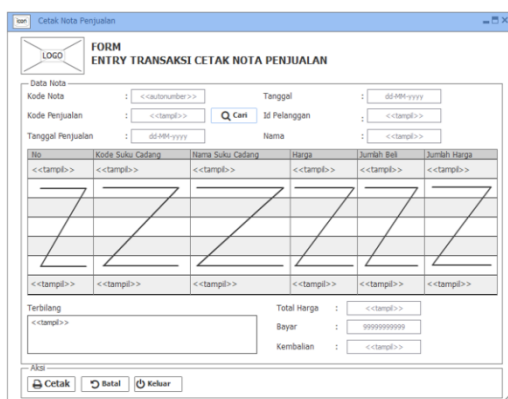 icon Cetak Nota Penjualan
LOGO
FORM
ENTRY TRANSAKSI CETAK NOTA PENJUALAN
Data Nota
Kode Nota : <<autonumber>> Tanggal : dd-MM-yyyy
Kode Penjualan : <<tampil>> Cari Id Pelanggan : <<tampil>>
Tanggal Penjualan : dd-MM-yyyy Nama : <<tampil>>
No Kode Suku Cadang Nama Suku Cadang Harga Jumlah Beli Jumlah Harga
<<tampil>> <<tampil>> <<tampil>> <<tampil>> <<tampil>> <<tampil>>
<<tampil>> <<tampil>> <<tampil>> <<tampil>> <<tampil>> <<tampil>>
Terbilang Total Harga : <<tampil>>
<<tampil>>
Bayar : 99999999999
Kembalian : <<tampil>>
Aksi
Cetak Batal Keluar